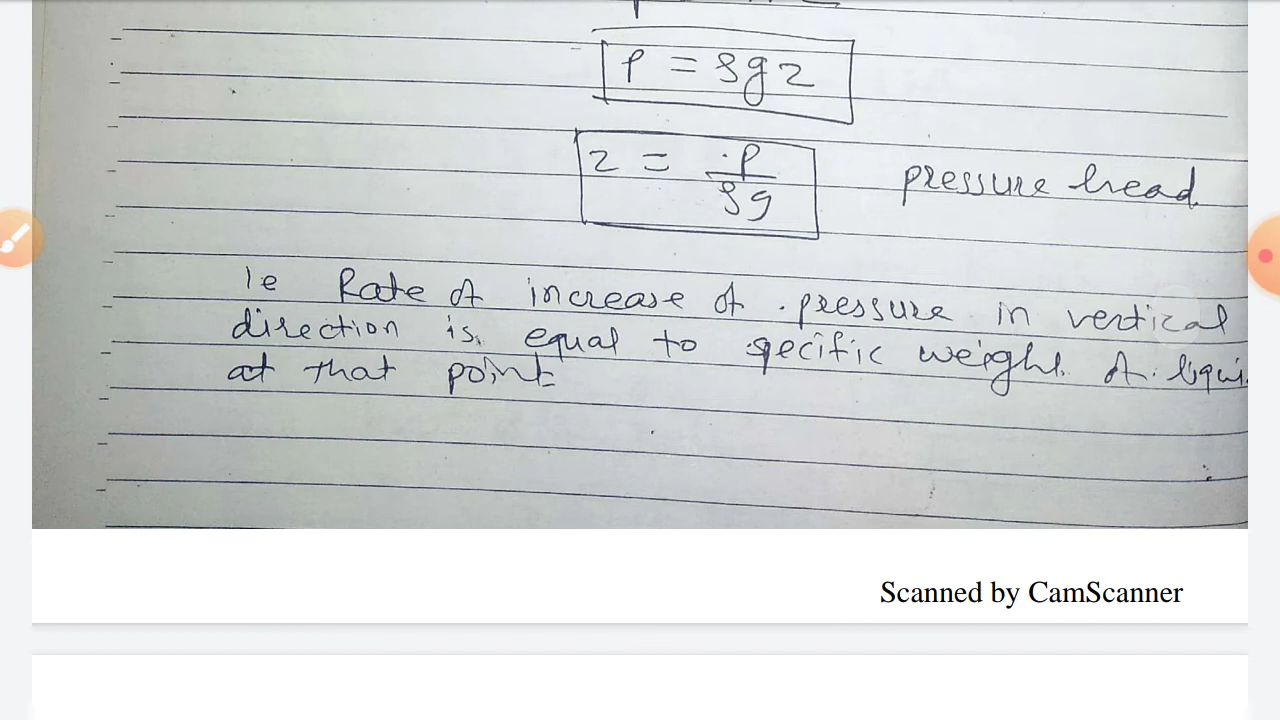 P = ρgz
z = P/ρg pressure head
ie Rate of increase of pressure in vertical
direction is equal to specific weight of liqui
at that point
Scanned by CamScanner